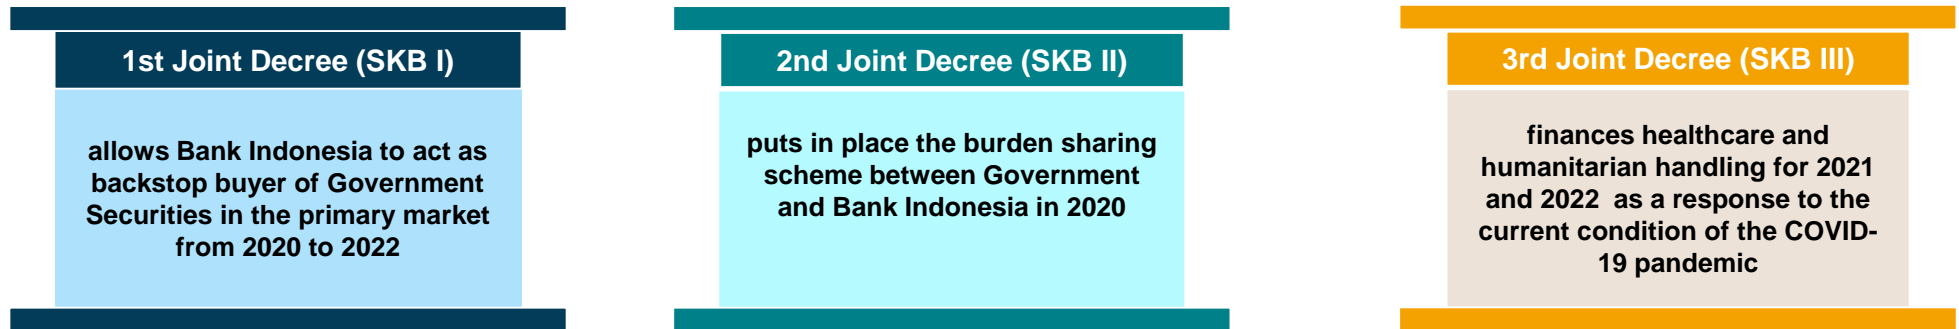 1st Joint Decree (SKB I)
allows Bank Indonesia to act as
backstop buyer of Government
Securities in the primary market
from 2020 to 2022
2nd Joint Decree (SKB II)
puts in place the burden sharing
scheme between Government
and Bank Indonesia in 2020
3rd Joint Decree (SKB III)
finances healthcare and
humanitarian handling for 2021
and 2022  as a response to the
current condition of the COVID-
19 pandemic